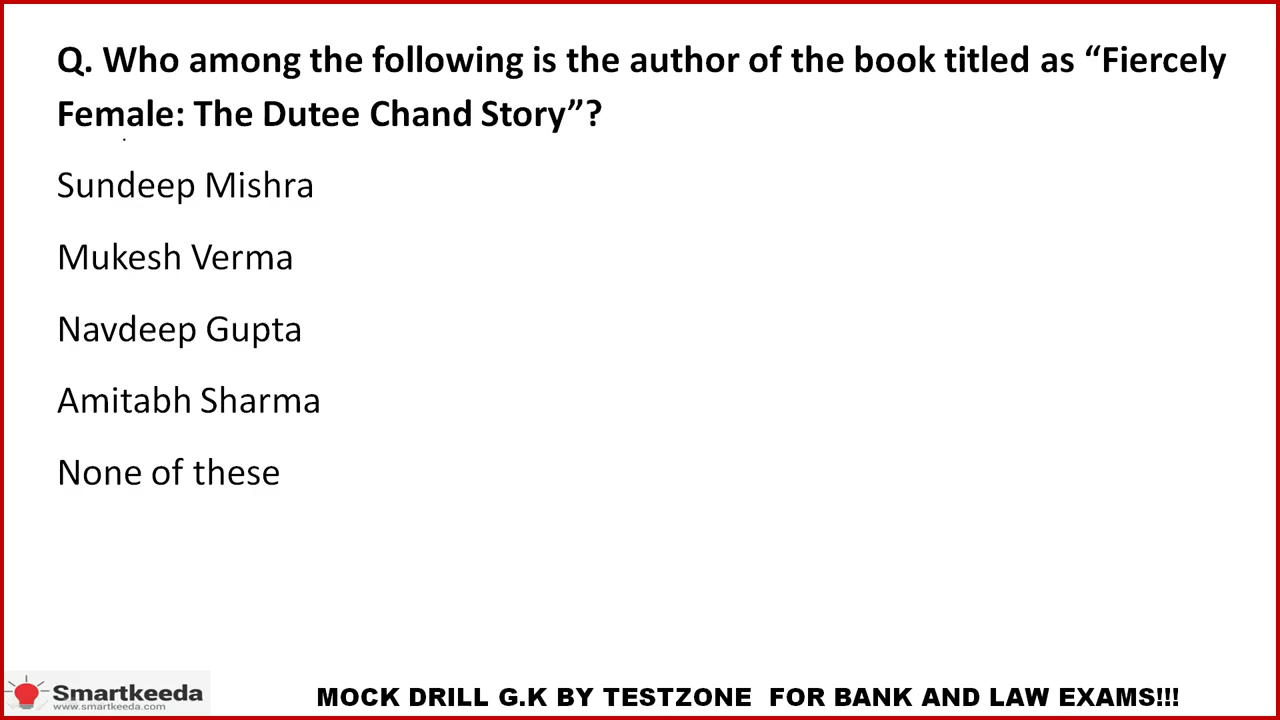 Q. Who among the following is the author of the book titled as “Fiercely
Female: The Dutee Chand Story”?
Sundeep Mishra
Mukesh Verma
Navdeep Gupta
Amitabh Sharma
None of these
Smartkeeda
www.smartkeeda.com
MOCK DRILL G.K BY TESTZONE FOR BANK AND LAW EXAMS!!!